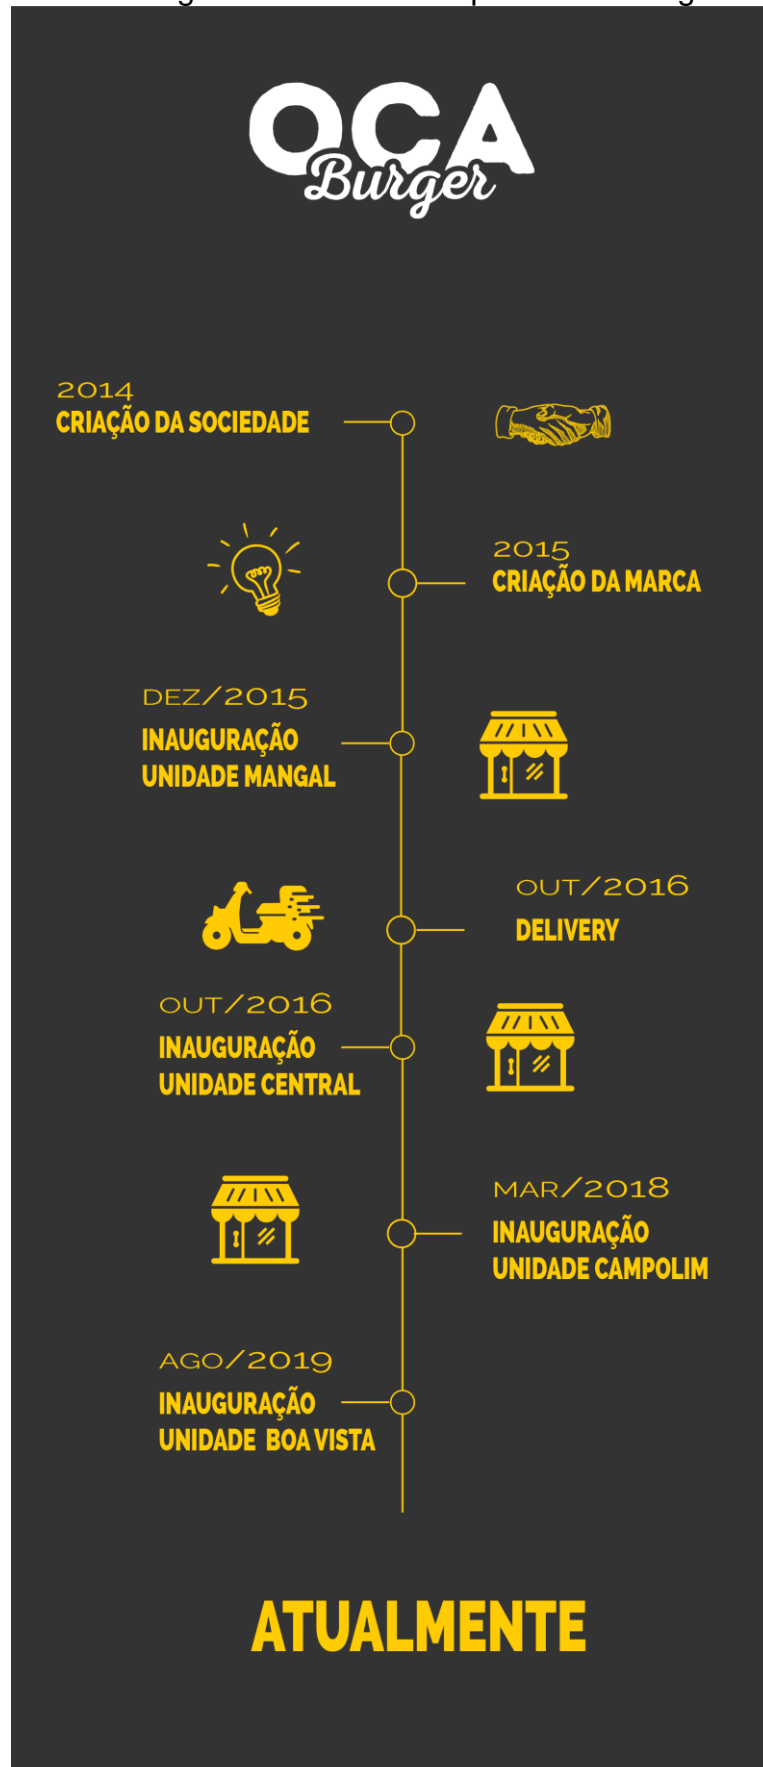 OCA
Burger
2014
CRIAÇÃO DA SOCIEDADE
2015
CRIAÇÃO DA MARCA
DEZ/2015
INAUGURAÇÃO
UNIDADE MANGAL
OUT/2016
DELIVERY
OUT/2016
INAUGURAÇÃO
UNIDADE CENTRAL
MAR/2018
INAUGURAÇÃO
UNIDADE CAMPOLIM
AGO/2019
INAUGURAÇÃO
UNIDADE BOA VISTA
ATUALMENTE